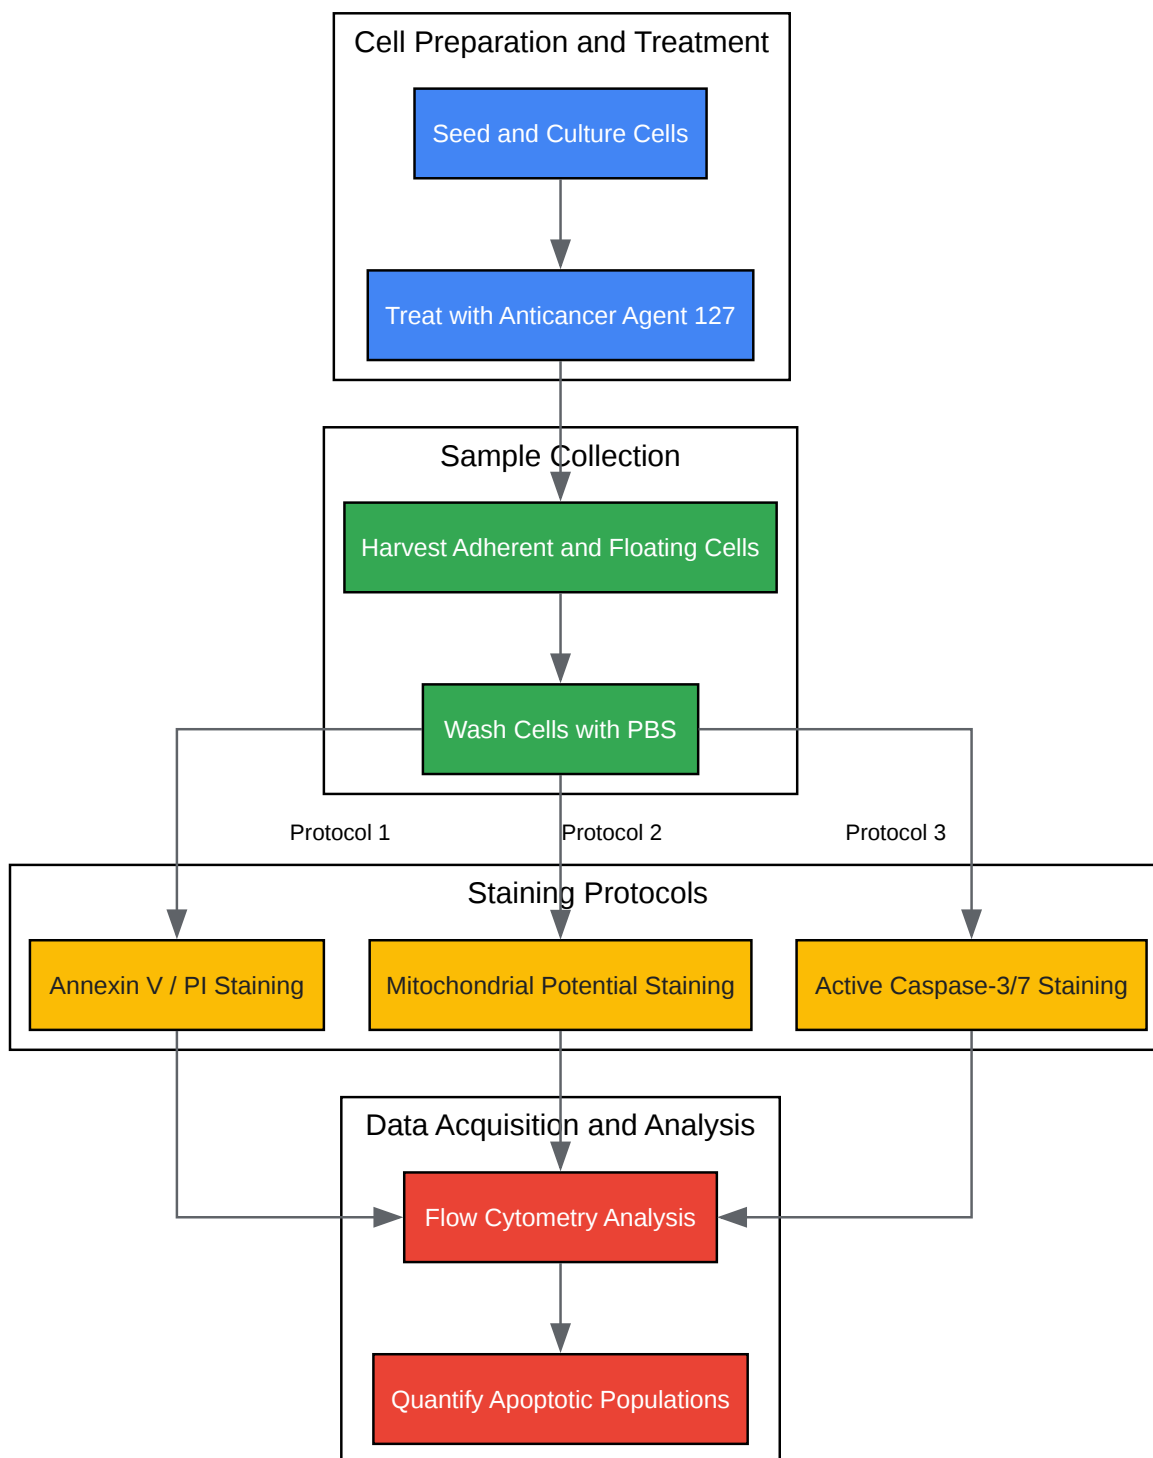 Cell Preparation and Treatment
Seed and Culture Cells
Treat with Anticancer Agent 127
Sample Collection
Harvest Adherent and Floating Cells
Wash Cells with PBS
Protocol 1
Protocol 2
Protocol 3
Staining Protocols
Annexin V / PI Staining
Mitochondrial Potential Staining
Active Caspase-3/7 Staining
Data Acquisition and Analysis
Flow Cytometry Analysis
Quantify Apoptotic Populations